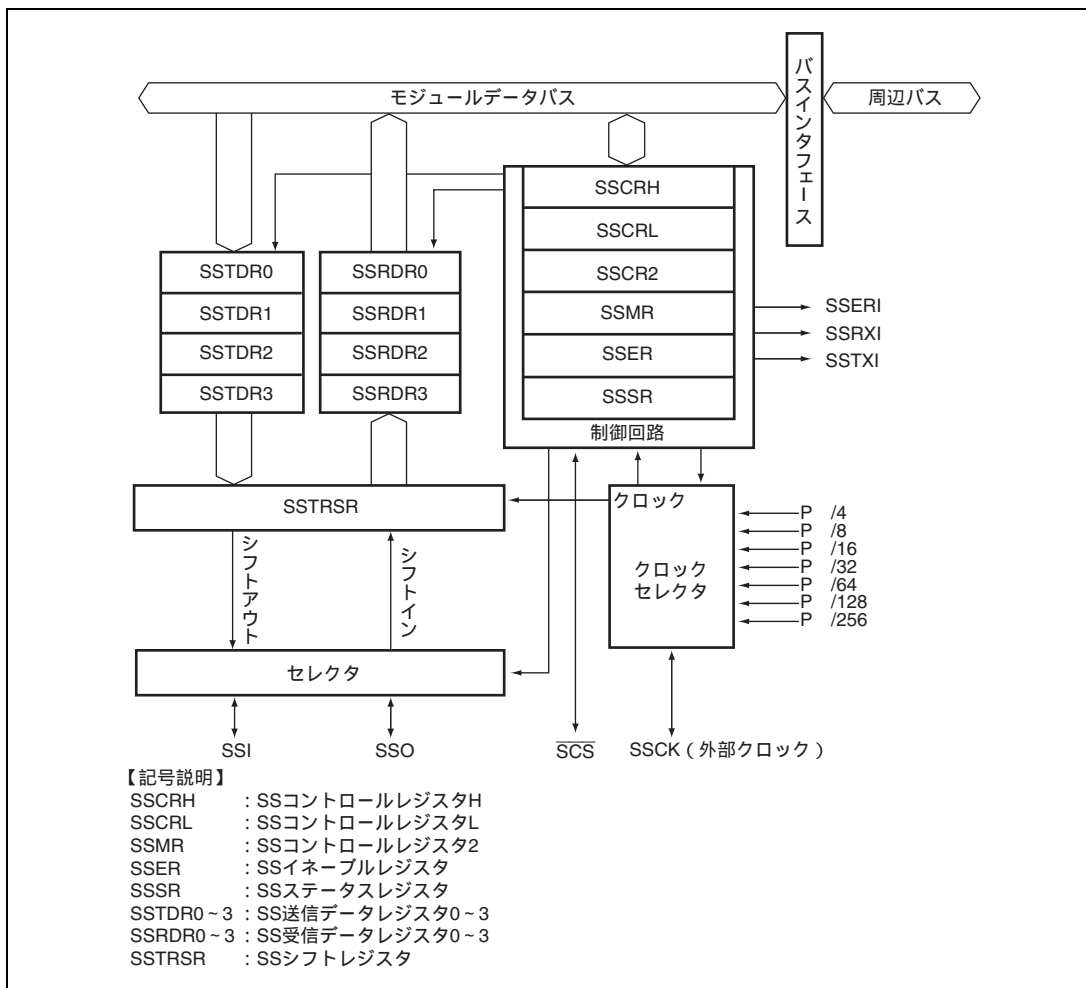 バスインタフェース
モジュールデータバス
周辺バス
SSCRH
SSCRL
SSCR2
SSMR
SSER
SSSR
制御回路
SSTDR0
SSTDR1
SSTDR2
SSTDR3
SSRDR0
SSRDR1
SSRDR2
SSRDR3
SSERI
SSRXI
SSTXI
SSTRSR
クロック
クロック
セレクタ
P /4
P /8
P /16
P /32
P /64
P /128
P /256
シフトアウト
シフトイン
セレクタ
SSI
SSO
SCS
SSCK（外部クロック）
【記号説明】
SSCRH : SSコントロールレジスタH
SSCRL : SSコントロールレジスタL
SSMR : SSコントロールレジスタ2
SSER : SSイネーブルレジスタ
SSSR : SSステータスレジスタ
SSTDR0~3 : SS送信データレジスタ0~3
SSRDR0~3 : SS受信データレジスタ0~3
SSTRSR : SSシフトレジスタ